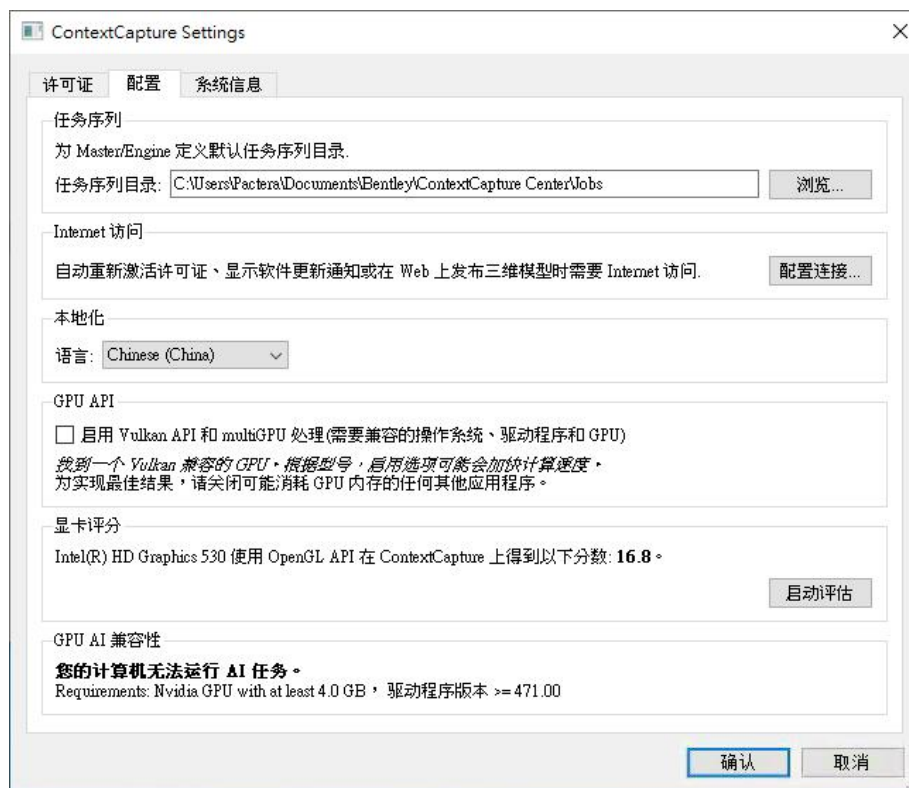 ContextCapture Settings
许可证 配置 系统信息
任务序列
为 Master/Engine 定义默认任务序列目录.
任务序列目录: C:\Users\Pactera\Documents\Bentley\ContextCapture Center\Jobs 浏览...
Internet 访问
自动重新激活许可证、显示软件更新通知或在 Web 上发布三维模型时需要 Internet 访问. 配置连接...
本地化
语言: Chinese (China)
GPU API
启用 Vulkan API 和 multiGPU 处理(需要兼容的操作系统、驱动程序和 GPU)
找到一个 Vulkan 兼容的 GPU。根据型号,启用选项可能会加快计算速度。
为实现最佳结果,请关闭可能消耗 GPU 内存的任何其他应用程序。
显卡评分
Intel(R) HD Graphics 530 使用 OpenGL API 在 ContextCapture 上得到以下分数: 16.8。
启动评估
GPU AI 兼容性
您的计算机无法运行 AI 任务。
Requirements: Nvidia GPU with at least 4.0 GB, 驱动程序版本 >= 471.00
确认 取消